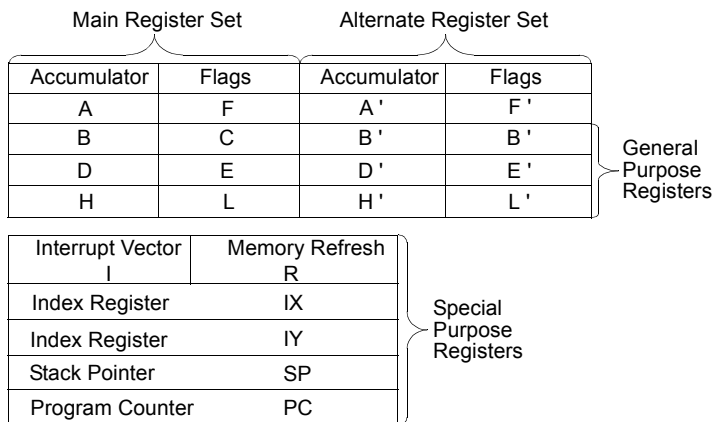 Main Register Set Alternate Register Set
Accumulator Flags Accumulator Flags
A F A ' F '
B C B ' B '
D E D ' E '
H L H ' L '
General
Purpose
Registers
Interrupt Vector Memory Refresh
I R
Index Register IX
Index Register IY
Stack Pointer SP
Program Counter PC
Special
Purpose
Registers